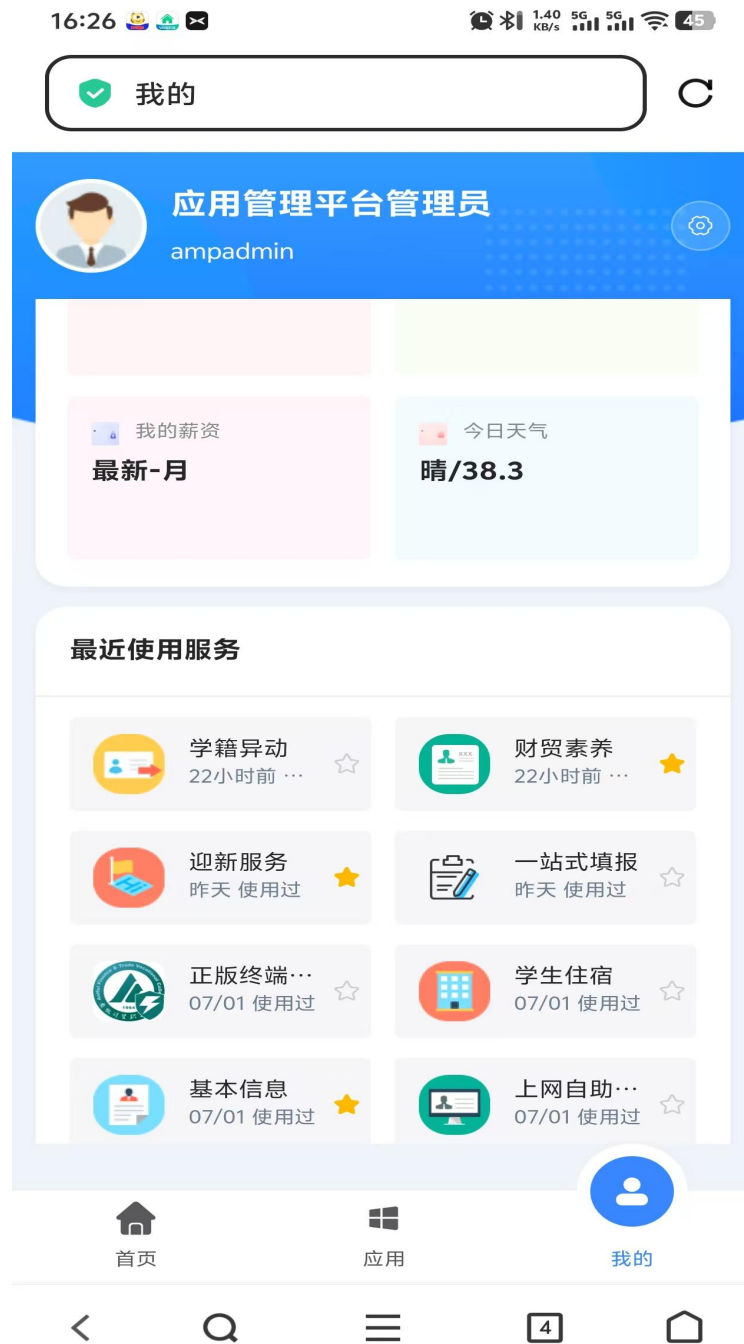 16:26
1.40 KB/s 5G 5G 45
我的
应用管理平台管理员
ampadmin
我的薪资
今日天气
最新-月
晴/38.3
最近使用服务
学籍异动
22小时前 ···
财贸素养
22小时前 ···
迎新服务
昨天 使用过
一站式填报
昨天 使用过
正版终端···
07/01 使用过
学生住宿
07/01 使用过
基本信息
07/01 使用过
上网自助···
07/01 使用过
首页
应用
我的
4